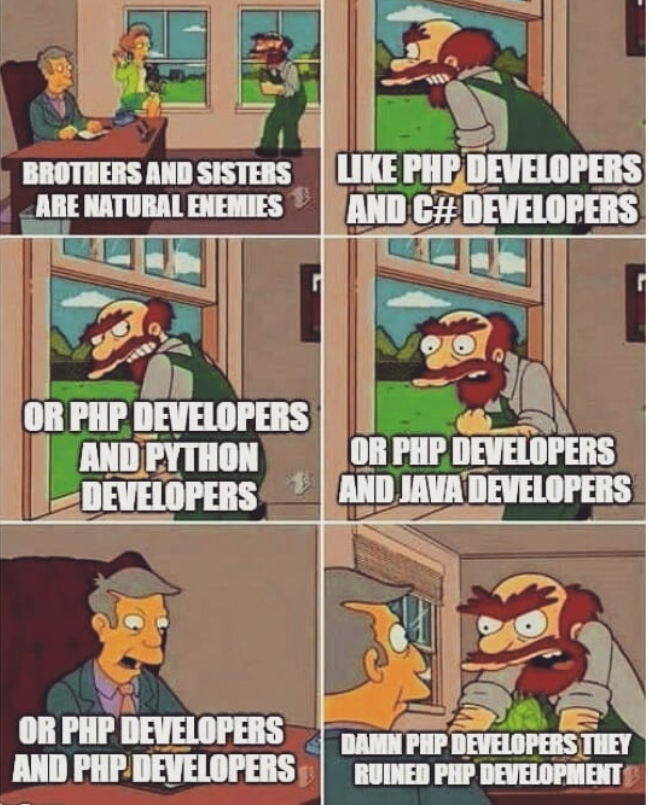 BROTHERS AND SISTERS
ARE NATURAL ENEMIES
LIKE PHP DEVELOPERS
AND C# DEVELOPERS
OR PHP DEVELOPERS
AND PYTHON
DEVELOPERS
OR PHP DEVELOPERS
AND JAVA DEVELOPERS
OR PHP DEVELOPERS
AND PHP DEVELOPERS
DAMN PHP DEVELOPERS THEY
RUINED PHP DEVELOPMENT